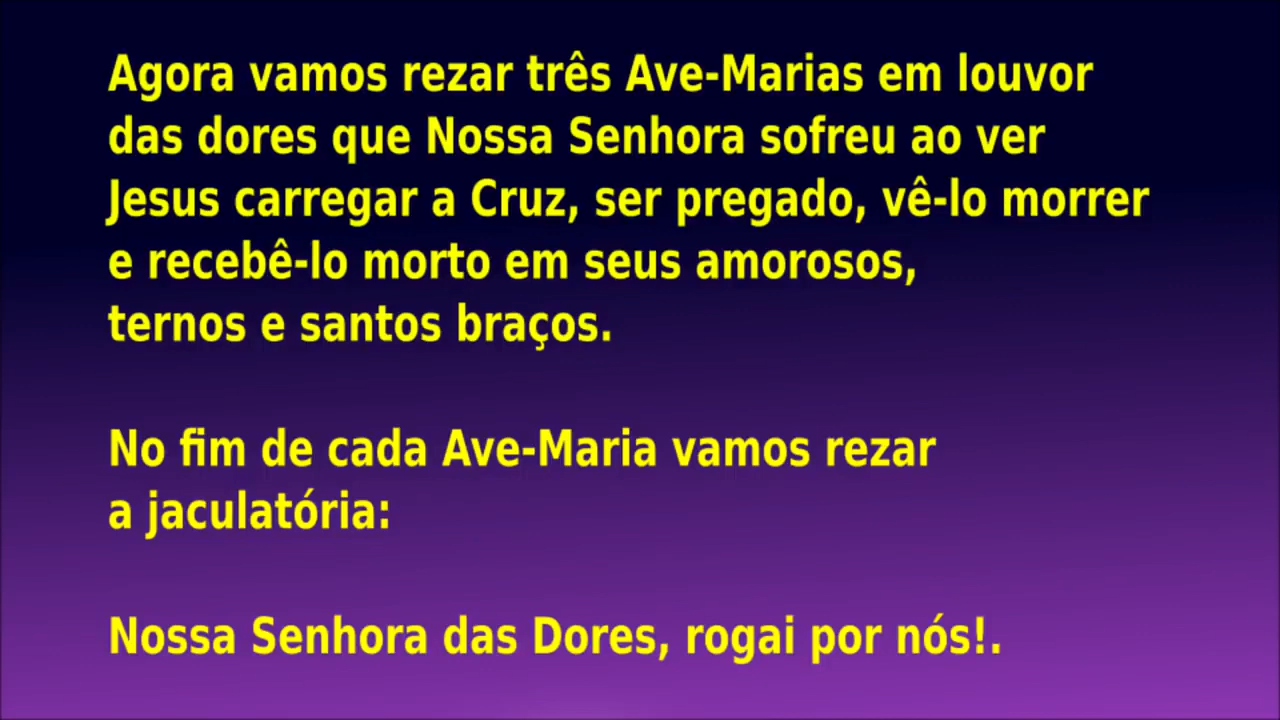 Agora vamos rezar três Ave-Marias em louvor
das dores que Nossa Senhora sofreu ao ver
Jesus carregar a Cruz, ser pregado, vê-lo morrer
e recebê-lo morto em seus amorosos,
ternos e santos braços.
No fim de cada Ave-Maria vamos rezar
a jaculatória:
Nossa Senhora das Dores, rogai por nós!.